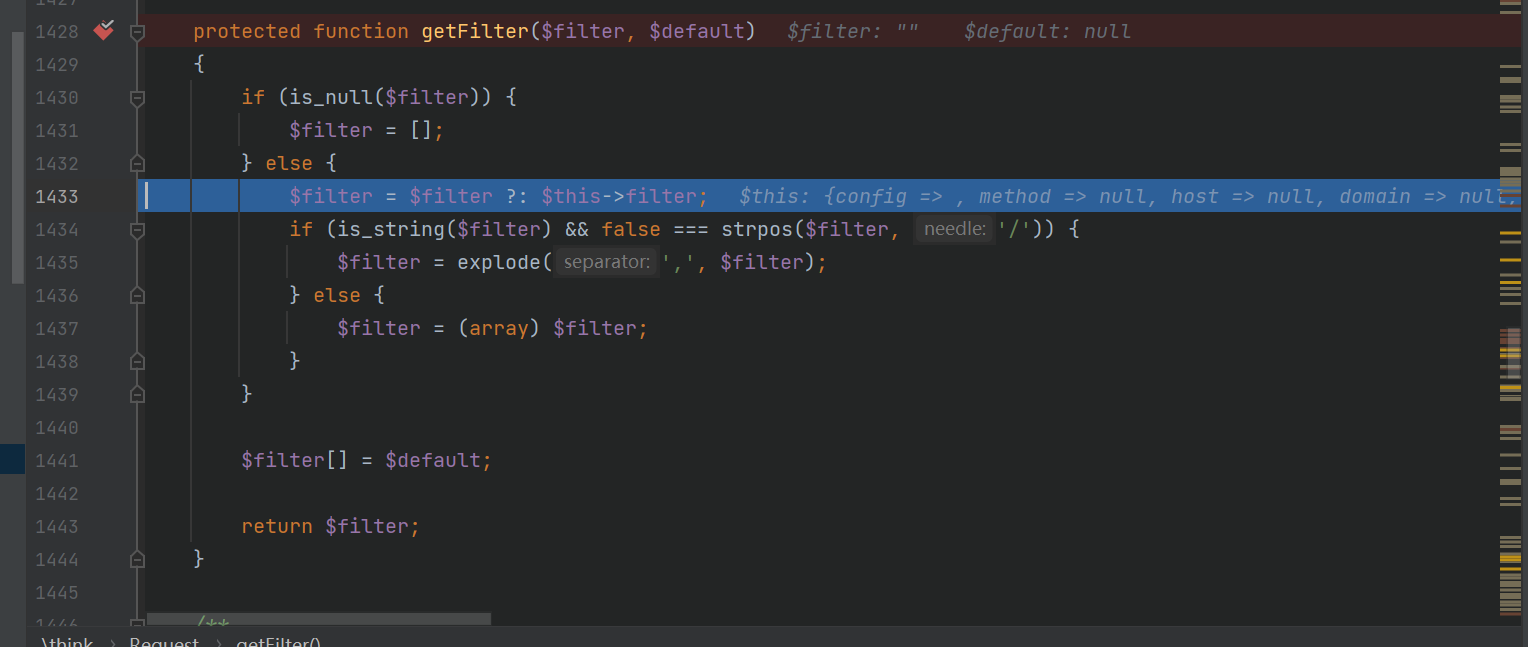 1427
1428 protected function getFilter($filter, $default) $filter: "" $default: null
1429 {
1430 if (is_null($filter)) {
1431 $filter = [];
1432 } else {
1433 $filter = $filter ?: $this->filter; $this: {config => , method => null, host => null, domain => null,
1434 if (is_string($filter) && false === strpos($filter, needle: '/')) {
1435 $filter = explode( separator: ',', $filter);
1436 } else {
1437 $filter = (array) $filter;
1438 }
1439 }
1440
1441 $filter[] = $default;
1442
1443 return $filter;
1444 }
1445
1446 /**
\think › Request › getFilter()